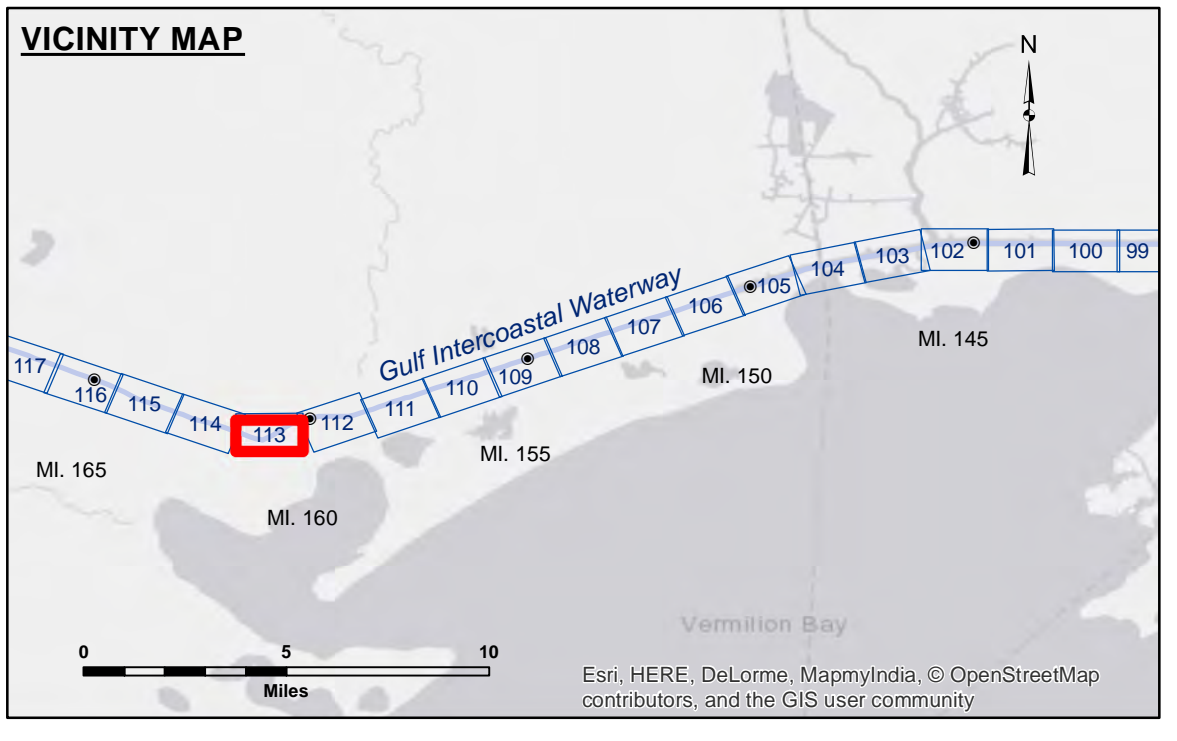 VICINITY MAP
N
Gulf Intercoastal Waterway
117
116
115
114
113
112
111
110
109
108
107
106
105
104
103
102
101
100
99
MI. 145
MI. 150
MI. 155
MI. 160
MI. 165
Vermilion Bay
0 5 10
Miles
Esri, HERE, DeLorme, MapmyIndia, © OpenStreetMap
contributors, and the GIS user community